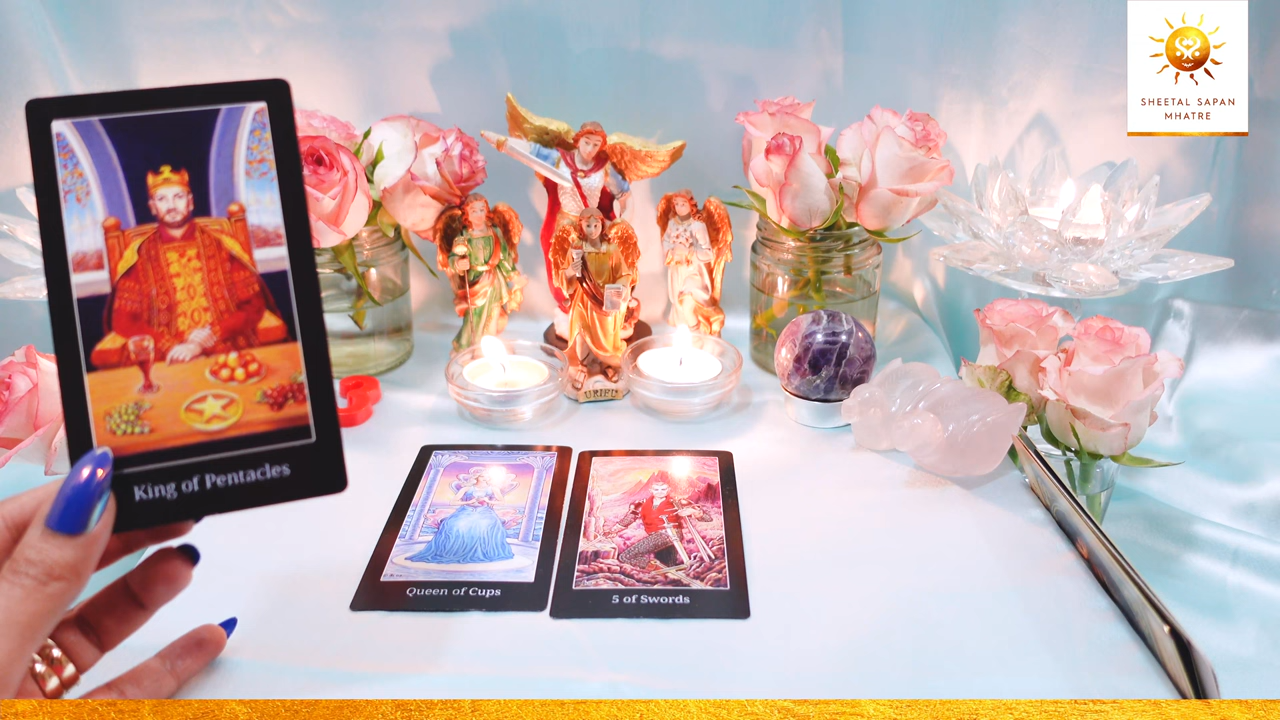 SHEETAL SAPAN
MHATRE
King of Pentacles
URIEL
Queen of Cups
5 of Swords